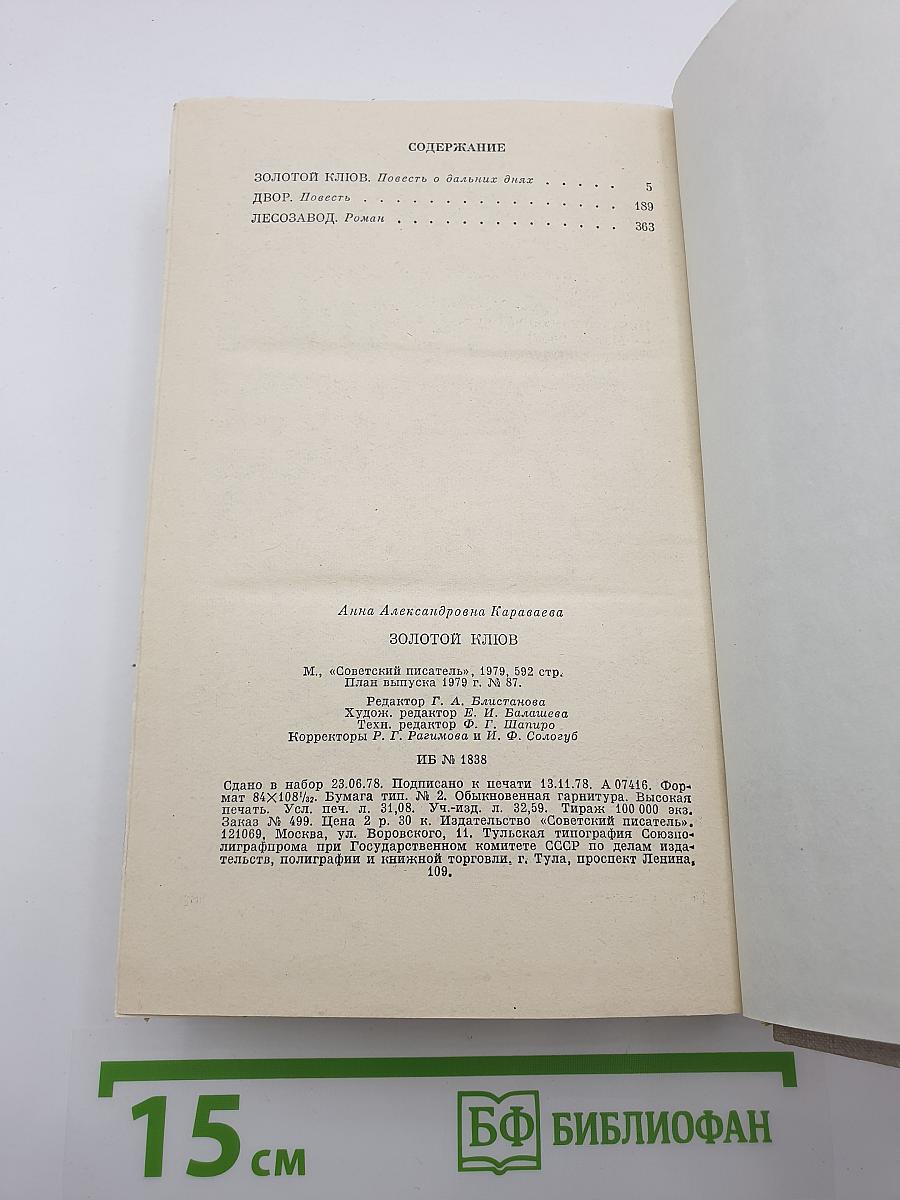 СОДЕРЖАНИЕ
ЗОЛОТОЙ КЛЮВ. Повесть о дальних днях . . . . . 5
ДВОР. Повесть . . . . . . . . . . . . . . . . 189
ЛЕСОЗАВОД. Роман . . . . . . . . . . . . . . 363
Анна Александровна Караваева
ЗОЛОТОЙ КЛЮВ
М., «Советский писатель», 1979, 592 стр.
План выпуска 1979 г. № 87.
Редактор Г. А. Блистанова
Худож. редактор Е. И. Балашева
Техн. редактор Ф. Г. Шапиро
Корректоры Р. Г. Рагимова и И. Ф. Сологуб
ИБ № 1838
Сдано в набор 23.06.78. Подписано к печати 13.11.78. А 07416. Фор-
мат 84×108¹/₃₂. Бумага тип. № 2. Обыкновенная гарнитура. Высокая
печать. Усл. печ. л. 31,08. Уч.-изд. л. 32,59. Тираж 100 000 экз.
Заказ № 499. Цена 2 р. 30 к. Издательство «Советский писатель».
121069, Москва, ул. Воровского, 11. Тульская типография Союзпо-
лиграфпрома при Государственном комитете СССР по делам изда-
тельств, полиграфии и книжной торговли, г. Тула, проспект Ленина,
109.
15 см
БФ БИБЛИОФАН